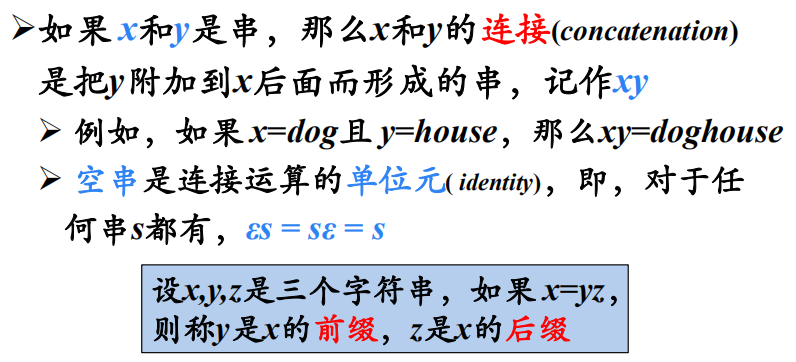 ➢如果x和y是串，那么x和y的连接(concatenation)
是把y附加到x后面而形成的串，记作xy
➢ 例如，如果x=dog且y=house，那么xy=doghouse
➢ 空串是连接运算的单位元( identity)，即，对于任
何串s都有，εs = sε = s
设x,y,z是三个字符串，如果x=yz，
则称y是x的前缀，z是x的后缀